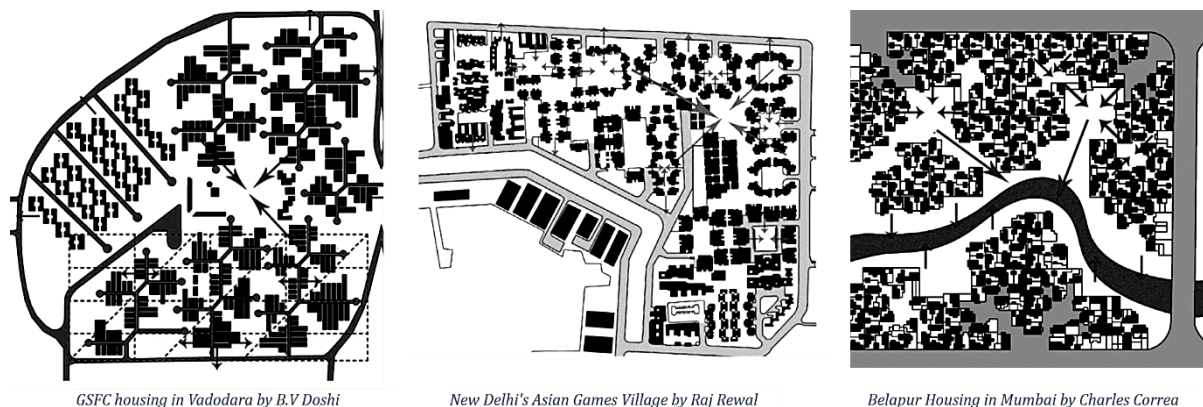 GSFC housing in Vadodara by B.V Doshi
New Delhi's Asian Games Village by Raj Rewal
Belapur Housing in Mumbai by Charles Correa